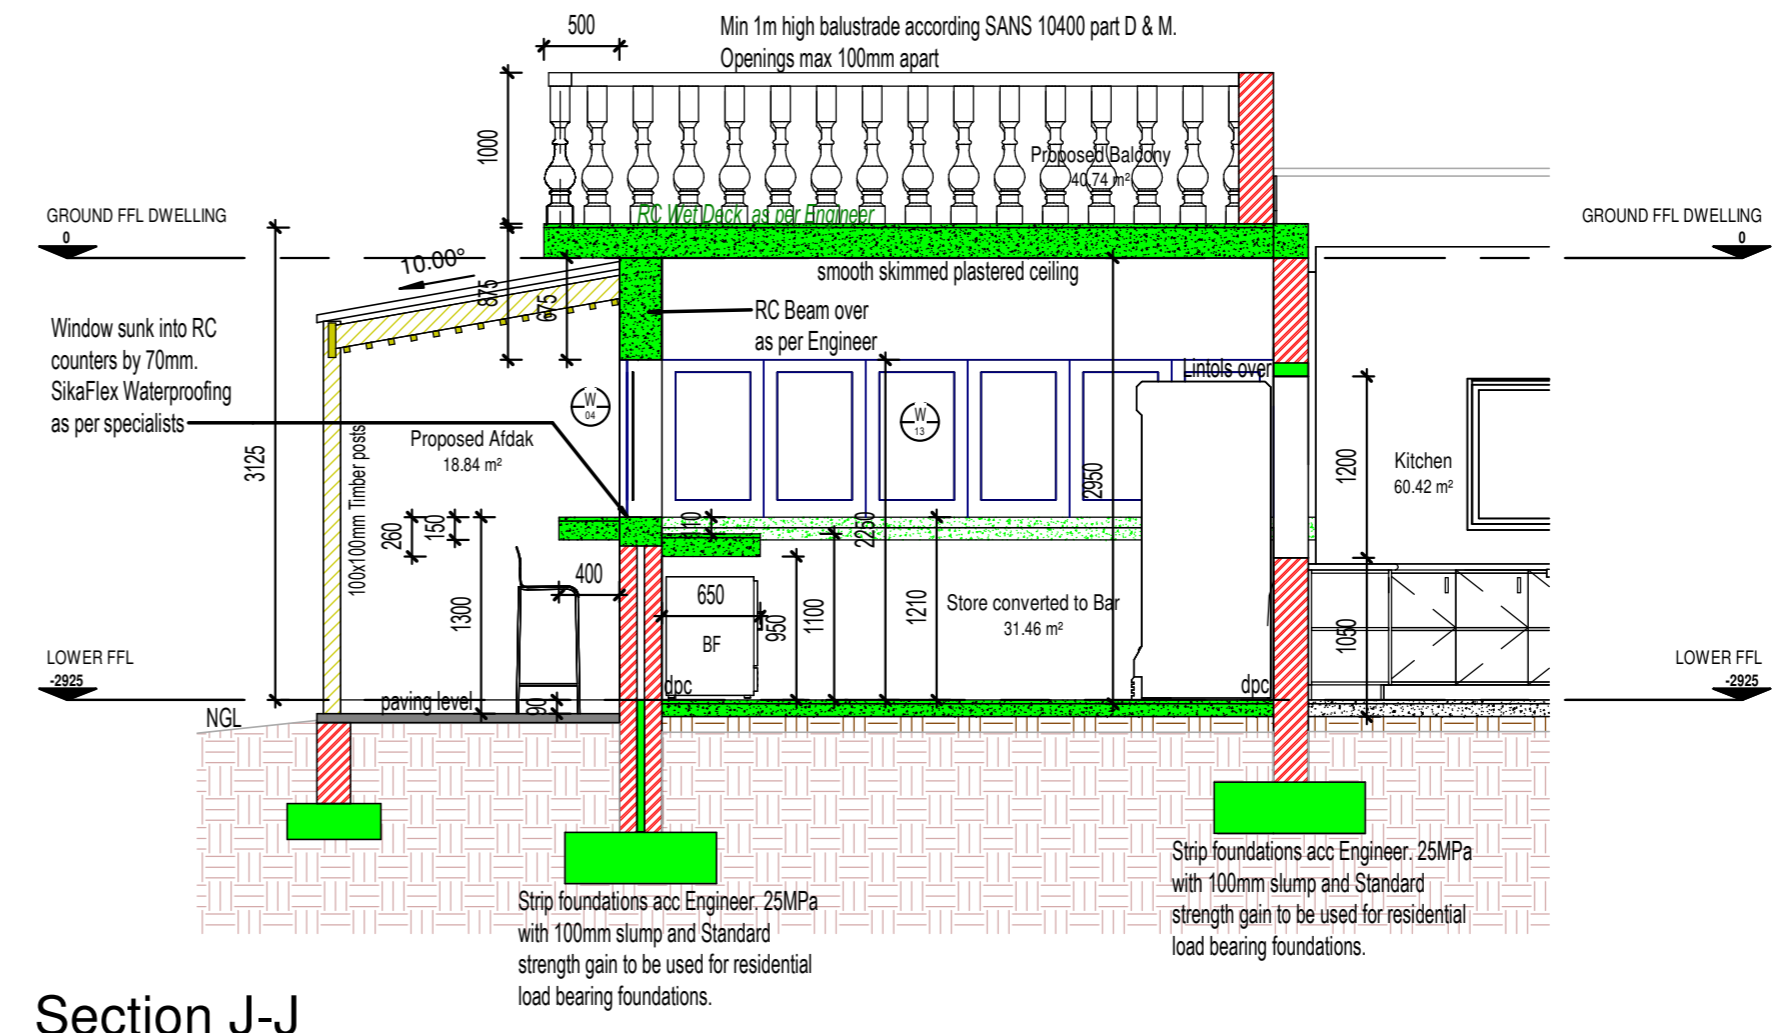 500
Min 1m high balustrade according SANS 10400 part D & M.
Openings max 100mm apart
1000
Proposed Balcony
40.74 m²
RC Wet Deck as per Engineer
GROUND FFL DWELLING
0
GROUND FFL DWELLING
0
10.00°
875
675
smooth skimmed plastered ceiling
RC Beam over
as per Engineer
Window sunk into RC
counters by 70mm.
SikaFlex Waterproofing
as per specialists
Lintols over
W
04
W
13
3125
100x100mm Timber posts
Proposed Afdak
18.84 m²
2950
1200
Kitchen
60.42 m²
260
150
110
2250
400
650
1300
950
1100
1210
Store converted to Bar
31.46 m²
1050
BF
LOWER FFL
-2925
LOWER FFL
-2925
dpc
dpc
paving level
90
NGL
Strip foundations acc Engineer. 25MPa
with 100mm slump and Standard
strength gain to be used for residential
load bearing foundations.
Strip foundations acc Engineer. 25MPa
with 100mm slump and Standard
strength gain to be used for residential
load bearing foundations.
Section J-J